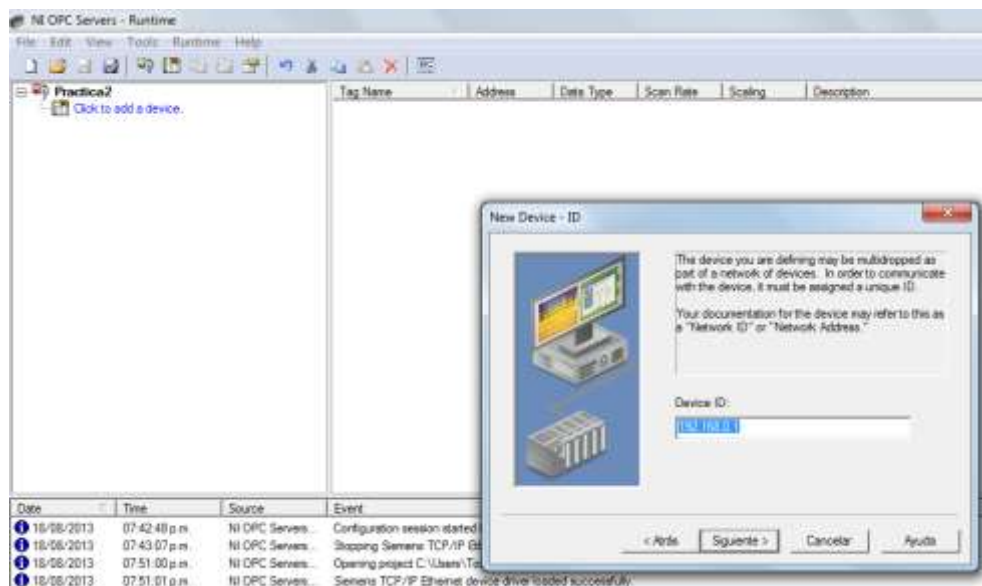 NI OPC Servers - Runtime
File Edit View Tools Runtime Help
Practica2
Click to add a device.
Tag Name Address Data Type Scan Rate Scaling Description
New Device - ID
The device you are defining may be multidropped as
part of a network of devices. In order to communicate
with the device, it must be assigned a unique ID.
Your documentation for the device may refer to this as
a "Network ID" or "Network Address."
Device ID:
192.168.0.1
< Atrás Siguiente > Cancelar Ayuda
Date Time Source Event
18/08/2013 07:42:48 p.m. NI OPC Servers... Configuration session started
18/08/2013 07:43:07 p.m. NI OPC Servers... Stopping Siemens TCP/IP
18/08/2013 07:51:00 p.m. NI OPC Servers... Opening project C:\Users\
18/08/2013 07:51:01 p.m. NI OPC Servers... Siemens TCP/IP Ethernet device driver loaded successfully.